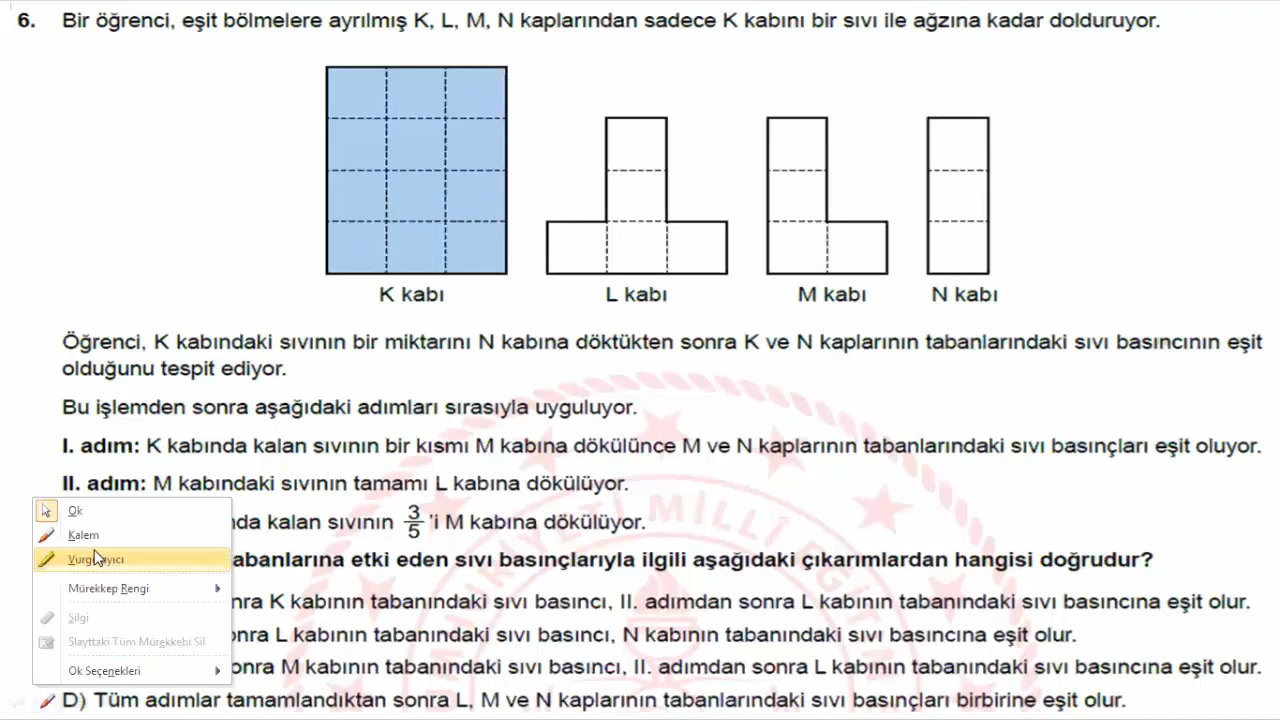 6. Bir öğrenci, eşit bölmelere ayrılmış K, L, M, N kaplarından sadece K kabını bir sıvı ile ağzına kadar dolduruyor.
K kabı L kabı M kabı N kabı
Öğrenci, K kabındaki sıvının bir miktarını N kabına döktükten sonra K ve N kaplarının tabanlarındaki sıvı basıncının eşit
olduğunu tespit ediyor.
Bu işlemden sonra aşağıdaki adımları sırasıyla uyguluyor.
I. adım: K kabında kalan sıvının bir kısmı M kabına dökülünce M ve N kaplarının tabanlarındaki sıvı basınçları eşit oluyor.
II. adım: M kabındaki sıvının tamamı L kabına dökülüyor.
nda kalan sıvının 3/5 'i M kabına dökülüyor.
abanlarına etki eden sıvı basınçlarıyla ilgili aşağıdaki çıkarımlardan hangisi doğrudur?
nra K kabının tabanındaki sıvı basıncı, II. adımdan sonra L kabının tabanındaki sıvı basıncına eşit olur.
onra L kabının tabanındaki sıvı basıncı, N kabının tabanındaki sıvı basıncına eşit olur.
onra M kabının tabanındaki sıvı basıncı, II. adımdan sonra L kabının tabanındaki sıvı basıncına eşit olur.
D) Tüm adımlar tamamlandıktan sonra L, M ve N kaplarının tabanlarındaki sıvı basınçları birbirine eşit olur.
Ok
Kalem
Vurgulayıcı
Mürekkep Rengi
Silgi
Slayttaki Tüm Mürekkebi Sil
Ok Seçenekleri
MİLLİ EĞİTİM